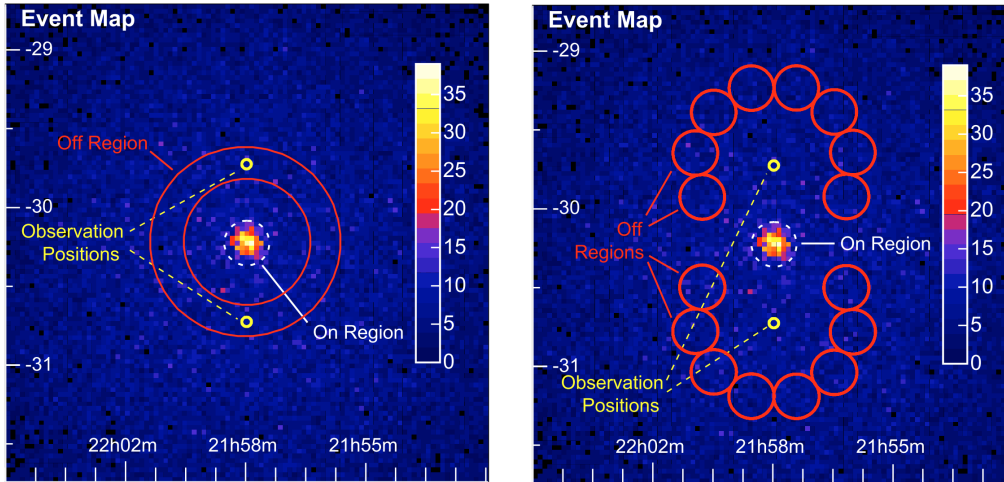 Event Map
-29
-30
-31
Off Region
Observation
Positions
On Region
35
30
25
20
15
10
5
0
22h02m
21h58m
21h55m
Event Map
-29
-30
-31
Off
Regions
On Region
Observation
Positions
35
30
25
20
15
10
5
0
22h02m
21h58m
21h55m